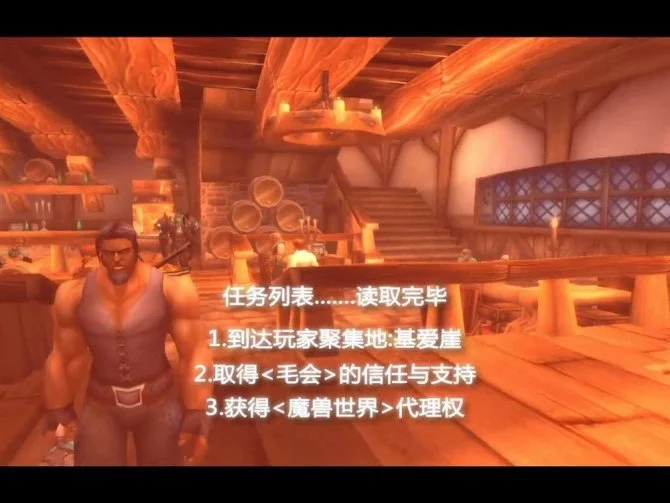 任务列表.......读取完毕
1.到达玩家聚集地:基爱崖
2.取得<毛会>的信任与支持
3.获得<魔兽世界>代理权